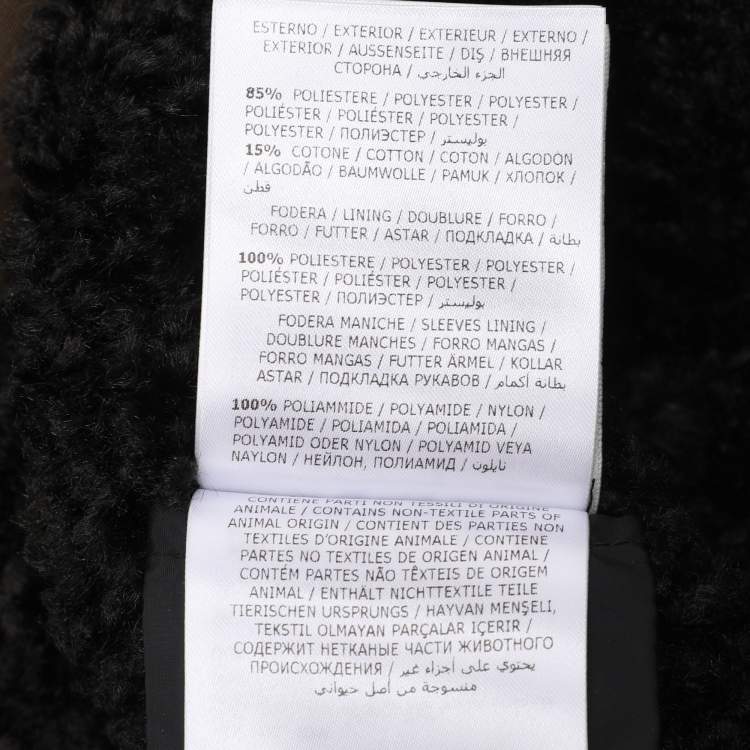 ESTERNO / EXTERIOR / EXTERIEUR / EXTERNO /
EXTERIOR / AUSSENSEITE / DIŞ / ВНЕШНЯЯ
СТОРОНА / الجزء الخارجي
85% POLIESTERE / POLYESTER / POLYESTER /
POLIÉSTER / POLIÉSTER / POLYESTER /
POLYESTER / ПОЛИЭСТЕР / بوليستر
15% COTONE / COTTON / COTON / ALGODÓN
/ ALGODÃO / BAUMWOLLE / PAMUK / ХЛОПОК /
قطن
FODERA / LINING / DOUBLURE / FORRO /
FORRO / FUTTER / ASTAR / ПОДКЛАДКА / بطانة
100% POLIESTERE / POLYESTER / POLYESTER /
POLIÉSTER / POLIÉSTER / POLYESTER /
POLYESTER / ПОЛИЭСТЕР / بوليستر
FODERA MANICHE / SLEEVES LINING /
DOUBLURE MANCHES / FORRO MANGAS /
FORRO MANGAS / FUTTER ÄRMEL / KOLLAR
ASTAR / ПОДКЛАДКА РУКАВОВ / بطانة أكمام
100% POLIAMMIDE / POLYAMIDE / NYLON /
POLYAMIDE / POLIAMIDA / POLIAMIDA /
POLYAMID ODER NYLON / POLYAMID VEYA
NAYLON / НЕЙЛОН, ПОЛИАМИД / نايلون
CONTIENE PARTI NON TESSILI DI ORIGINE
ANIMALE / CONTAINS NON-TEXTILE PARTS OF
ANIMAL ORIGIN / CONTIENT DES PARTIES NON
TEXTILES D'ORIGINE ANIMALE / CONTIENE
PARTES NO TEXTILES DE ORIGEN ANIMAL /
CONTÉM PARTES NÃO TÊXTEIS DE ORIGEM
ANIMAL / ENTHÄLT NICHTTEXTILE TEILE
TIERISCHEN URSPRUNGS / HAYVAN MENŞELİ,
TEKSTIL OLMAYAN PARÇALAR IÇERIR /
СОДЕРЖИТ НЕТКАНЫЕ ЧАСТИ ЖИВОТНОГО
ПРОИСХОЖДЕНИЯ / يحتوي على أجزاء غير
منسوجة من أصل حيواني